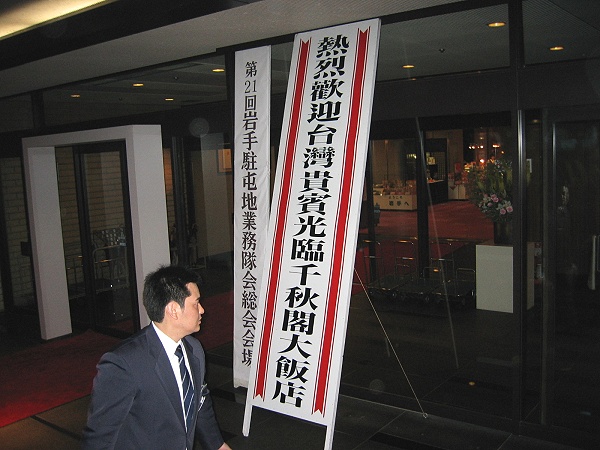 熱烈歡迎台灣貴賓光臨千秋閣大飯店
第21回岩手駐屯地業務隊会総会会場